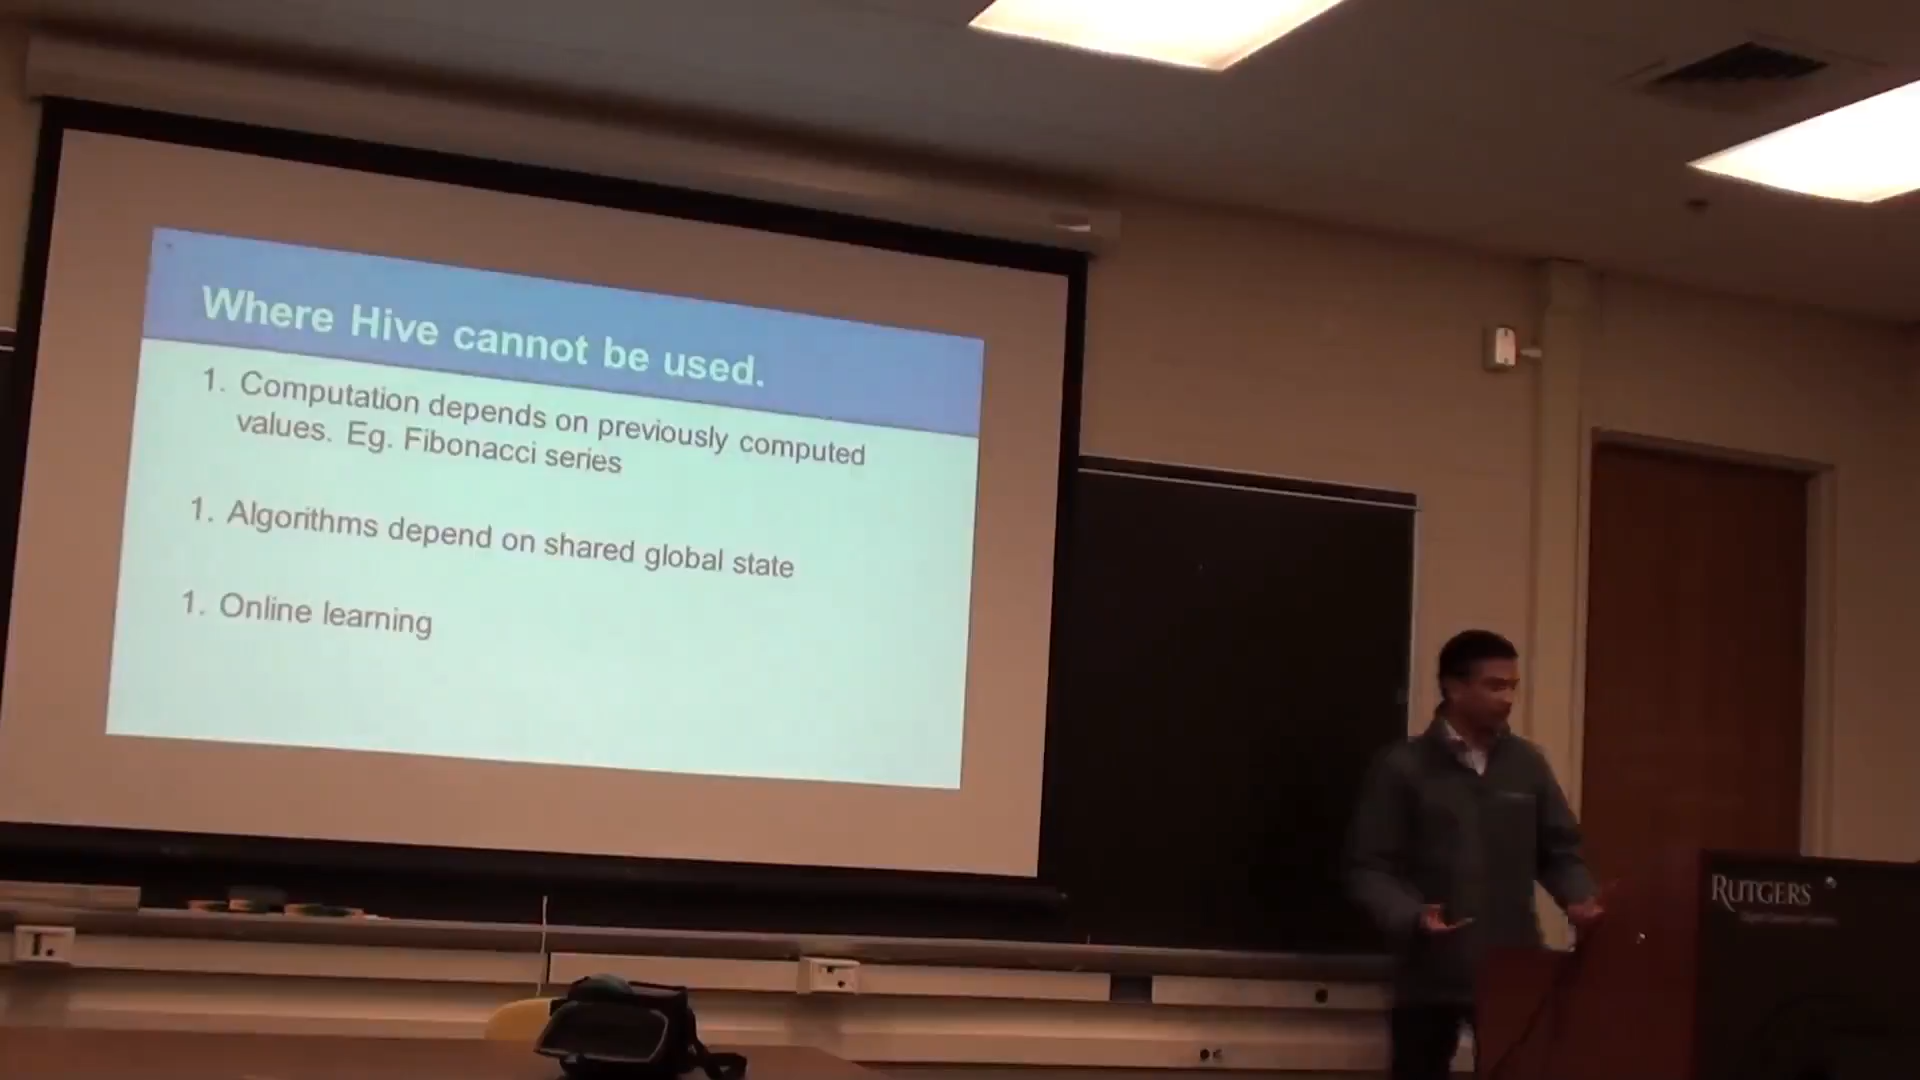 Where Hive cannot be used.
1. Computation depends on previously computed
values. Eg. Fibonacci series
1. Algorithms depend on shared global state
1. Online learning
RUTGERS